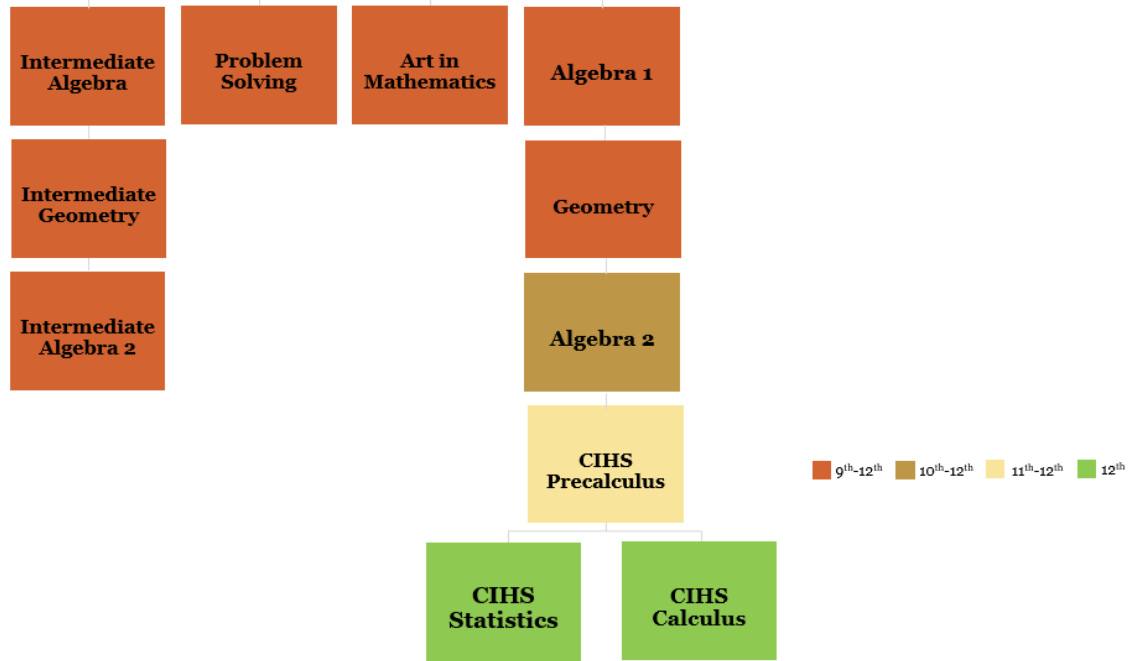 Intermediate
Algebra
Problem
Solving
Art in
Mathematics
Algebra 1
Intermediate
Geometry
Geometry
Intermediate
Algebra 2
Algebra 2
CIHS
Precalculus
9th-12th
10th-12th
11th-12th
12th
CIHS
Statistics
CIHS
Calculus